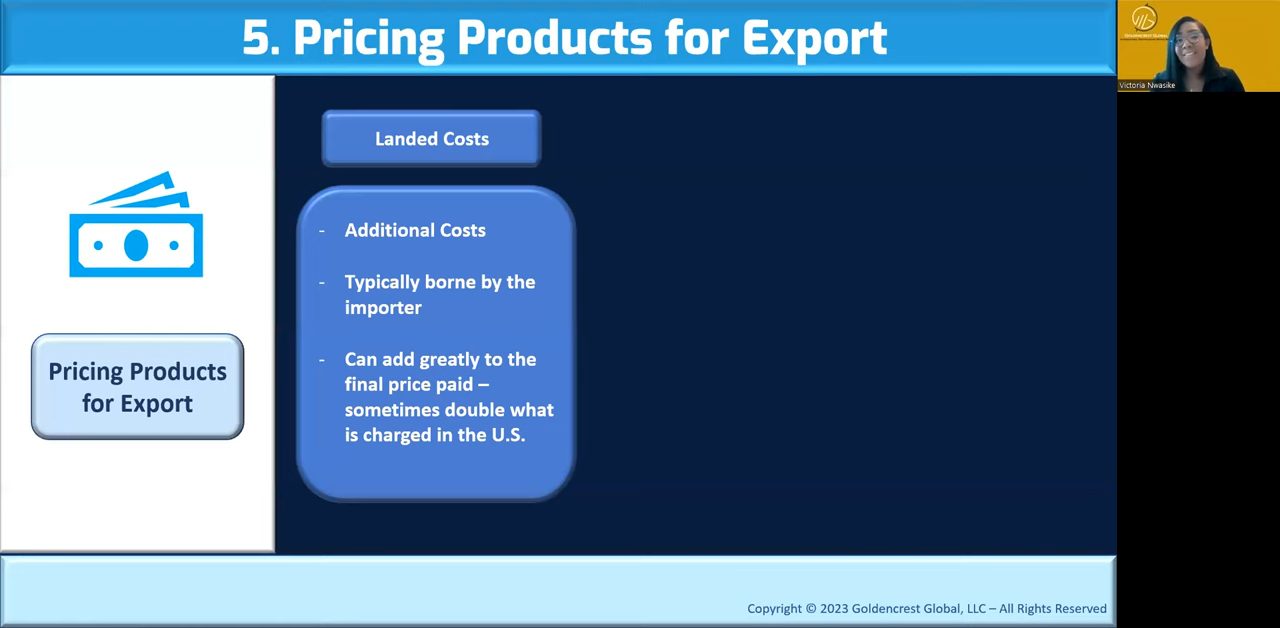 5. Pricing Products for Export
GOLDENCREST GLOBAL
Victoria Nwasike
Landed Costs
- Additional Costs
- Typically borne by the
importer
- Can add greatly to the
final price paid –
sometimes double what
is charged in the U.S.
Pricing Products
for Export
Copyright © 2023 Goldencrest Global, LLC – All Rights Reserved